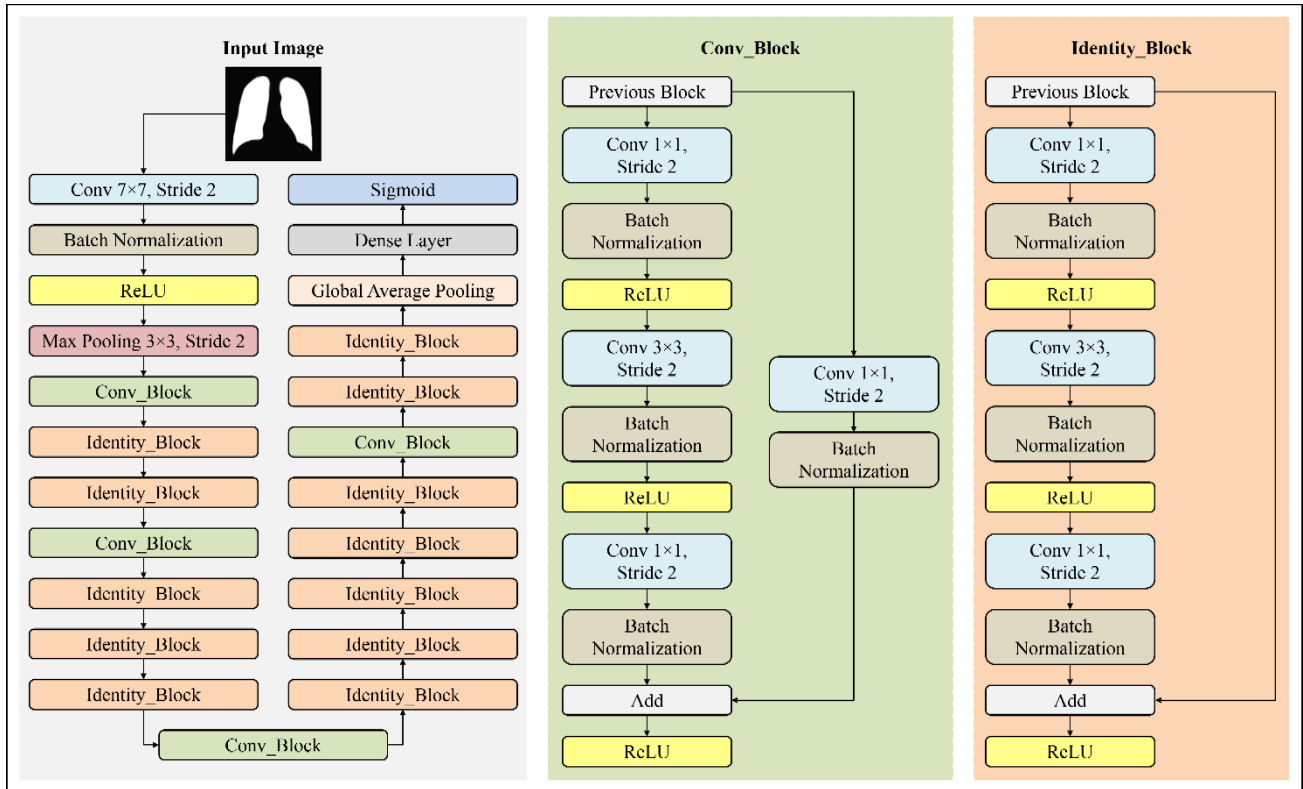 Input Image
Conv 7×7, Stride 2
Batch Normalization
ReLU
Max Pooling 3×3, Stride 2
Conv_Block
Identity_Block
Identity_Block
Conv_Block
Identity_Block
Identity_Block
Identity_Block
Conv_Block
Identity_Block
Identity_Block
Identity_Block
Identity_Block
Identity_Block
Conv_Block
Identity_Block
Identity_Block
Global Average Pooling
Dense Layer
Sigmoid
Conv_Block
Previous Block
Conv 1×1,
Stride 2
Batch
Normalization
ReLU
Conv 3×3,
Stride 2
Batch
Normalization
ReLU
Conv 1×1,
Stride 2
Batch
Normalization
Conv 1×1,
Stride 2
Batch
Normalization
Add
ReLU
Identity_Block
Previous Block
Conv 1×1,
Stride 2
Batch
Normalization
ReLU
Conv 3×3,
Stride 2
Batch
Normalization
ReLU
Conv 1×1,
Stride 2
Batch
Normalization
Add
ReLU